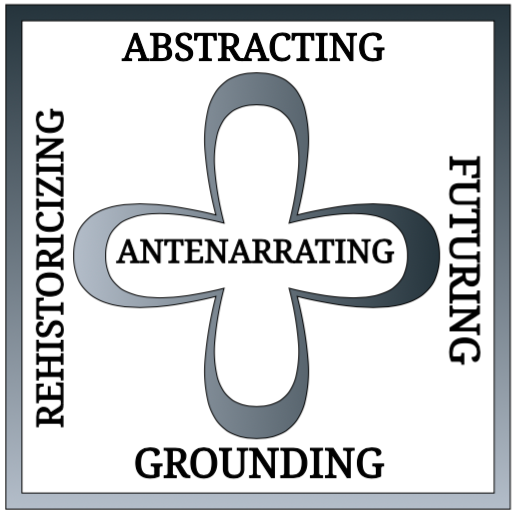 ABSTRACTING
REHISTORICIZING
ANTENARRATING
FUTURING
GROUNDING